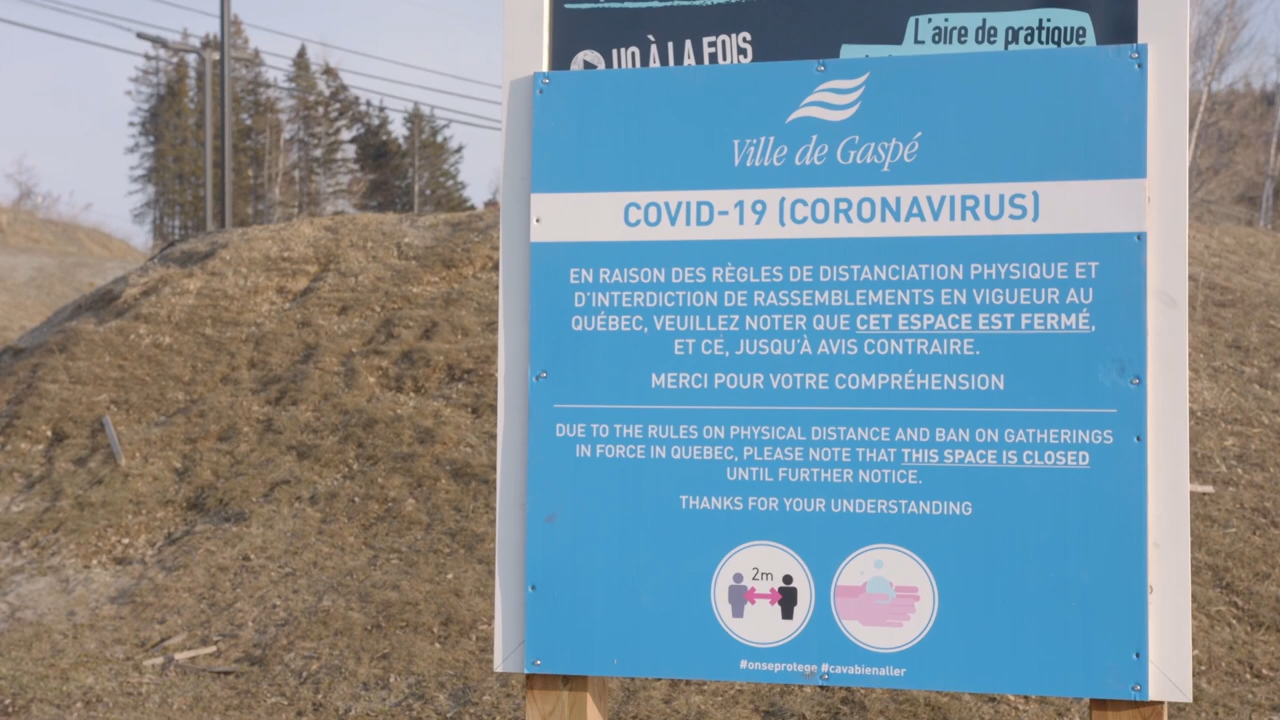 L'aire de pratique
UO À LA FOIS
Ville de Gaspé
COVID-19 (CORONAVIRUS)
EN RAISON DES RÈGLES DE DISTANCIATION PHYSIQUE ET
D'INTERDICTION DE RASSEMBLEMENTS EN VIGUEUR AU
QUÉBEC, VEUILLEZ NOTER QUE CET ESPACE EST FERMÉ,
ET CE, JUSQU'À AVIS CONTRAIRE.
MERCI POUR VOTRE COMPRÉHENSION
DUE TO THE RULES ON PHYSICAL DISTANCE AND BAN ON GATHERINGS
IN FORCE IN QUEBEC, PLEASE NOTE THAT THIS SPACE IS CLOSED
UNTIL FURTHER NOTICE.
THANKS FOR YOUR UNDERSTANDING
2m
#onseprotege #cavabienaller